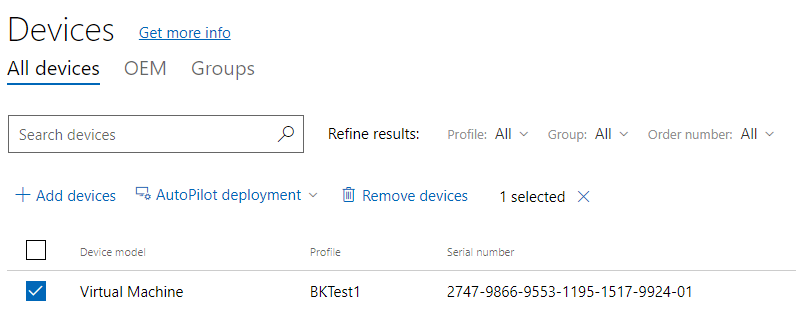 Devices Get more info
All devices OEM Groups
Search devices Refine results: Profile: All Group: All Order number: All
Add devices AutoPilot deployment Remove devices 1 selected
Device model Profile Serial number
Virtual Machine BKTest1 2747-9866-9553-1195-1517-9924-01